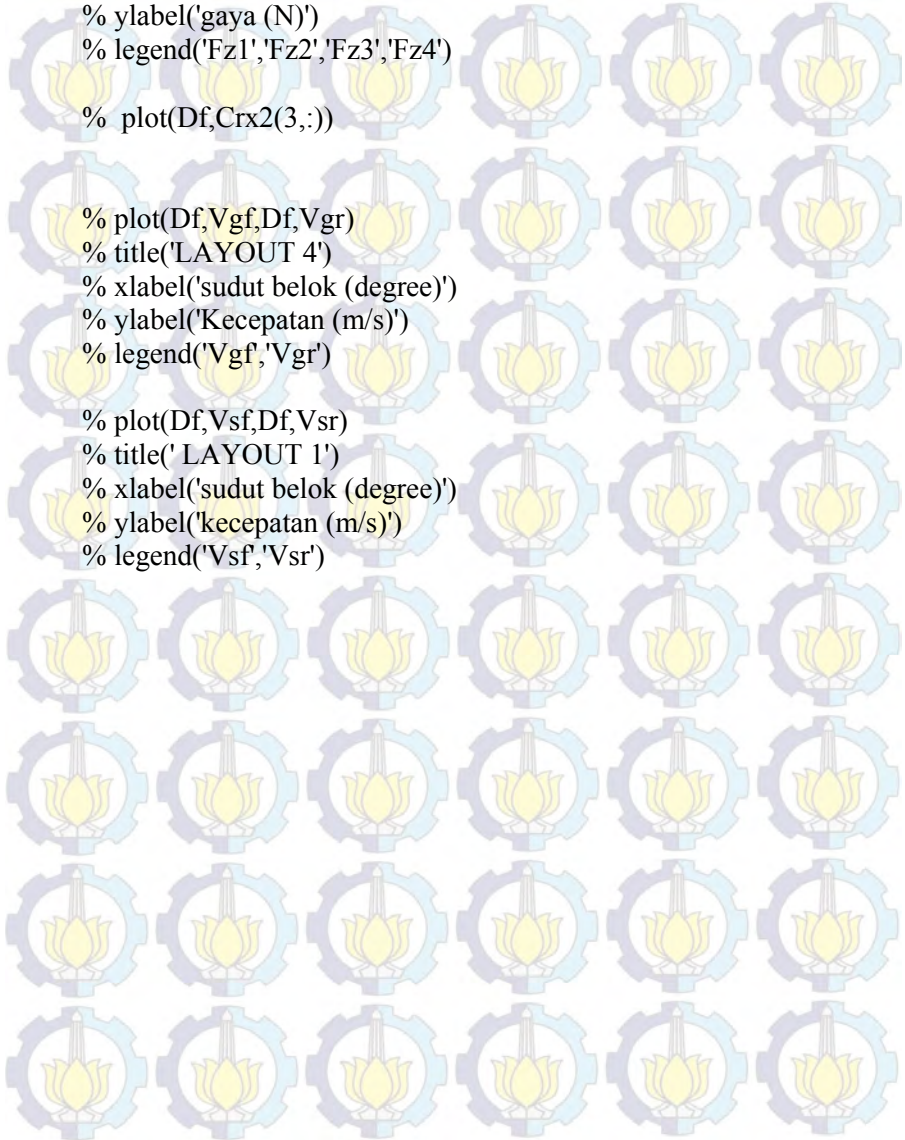 % ylabel('gaya (N)')
% legend('Fz1','Fz2','Fz3','Fz4')
% plot(Df,Crx2(3,:))
% plot(Df,Vgf,Df,Vgr)
% title('LAYOUT 4')
% xlabel('sudut belok (degree)')
% ylabel('Kecepatan (m/s)')
% legend('Vgf','Vgr')
% plot(Df,Vsf,Df,Vsr)
% title(' LAYOUT 1')
% xlabel('sudut belok (degree)')
% ylabel('kecepatan (m/s)')
% legend('Vsf','Vsr')